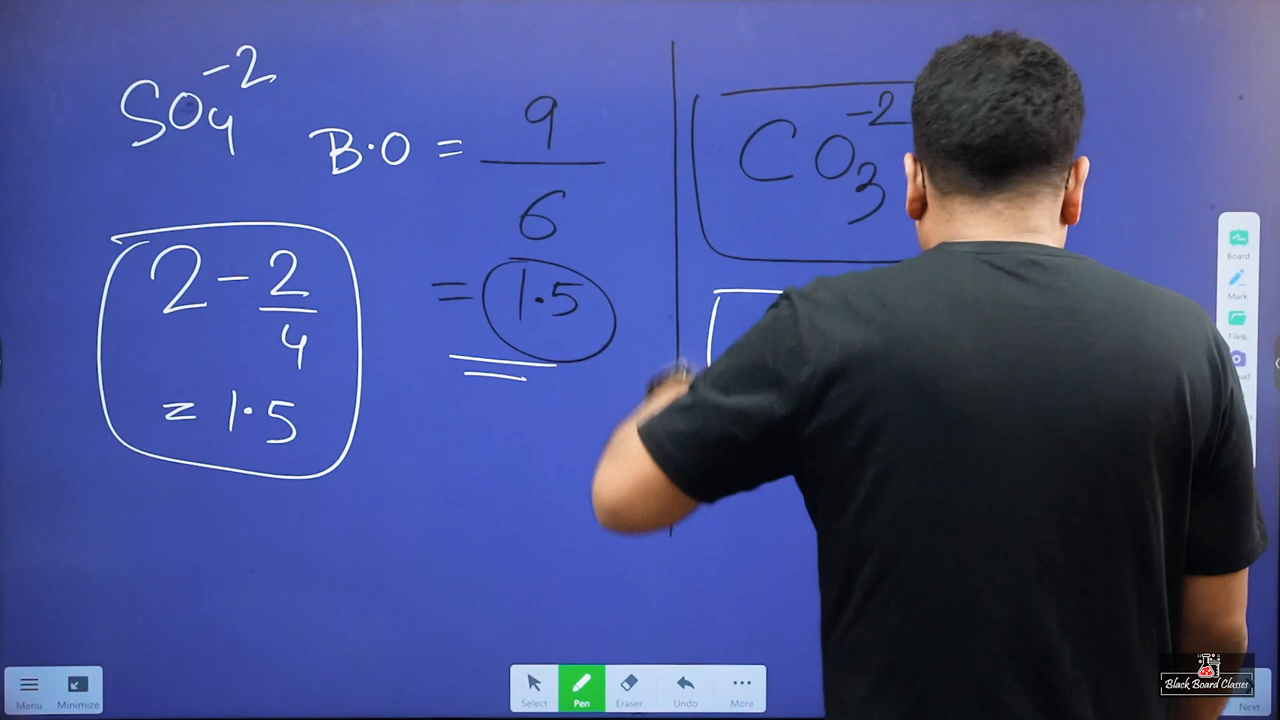 SO₄⁻²
B·O = 9/6
= 1·5
2 - 2/4
= 1·5
CO₃⁻²
Board
Mark
Files
Menu
Minimize
Select
Pen
Eraser
Undo
More
Black Board Classes
Next